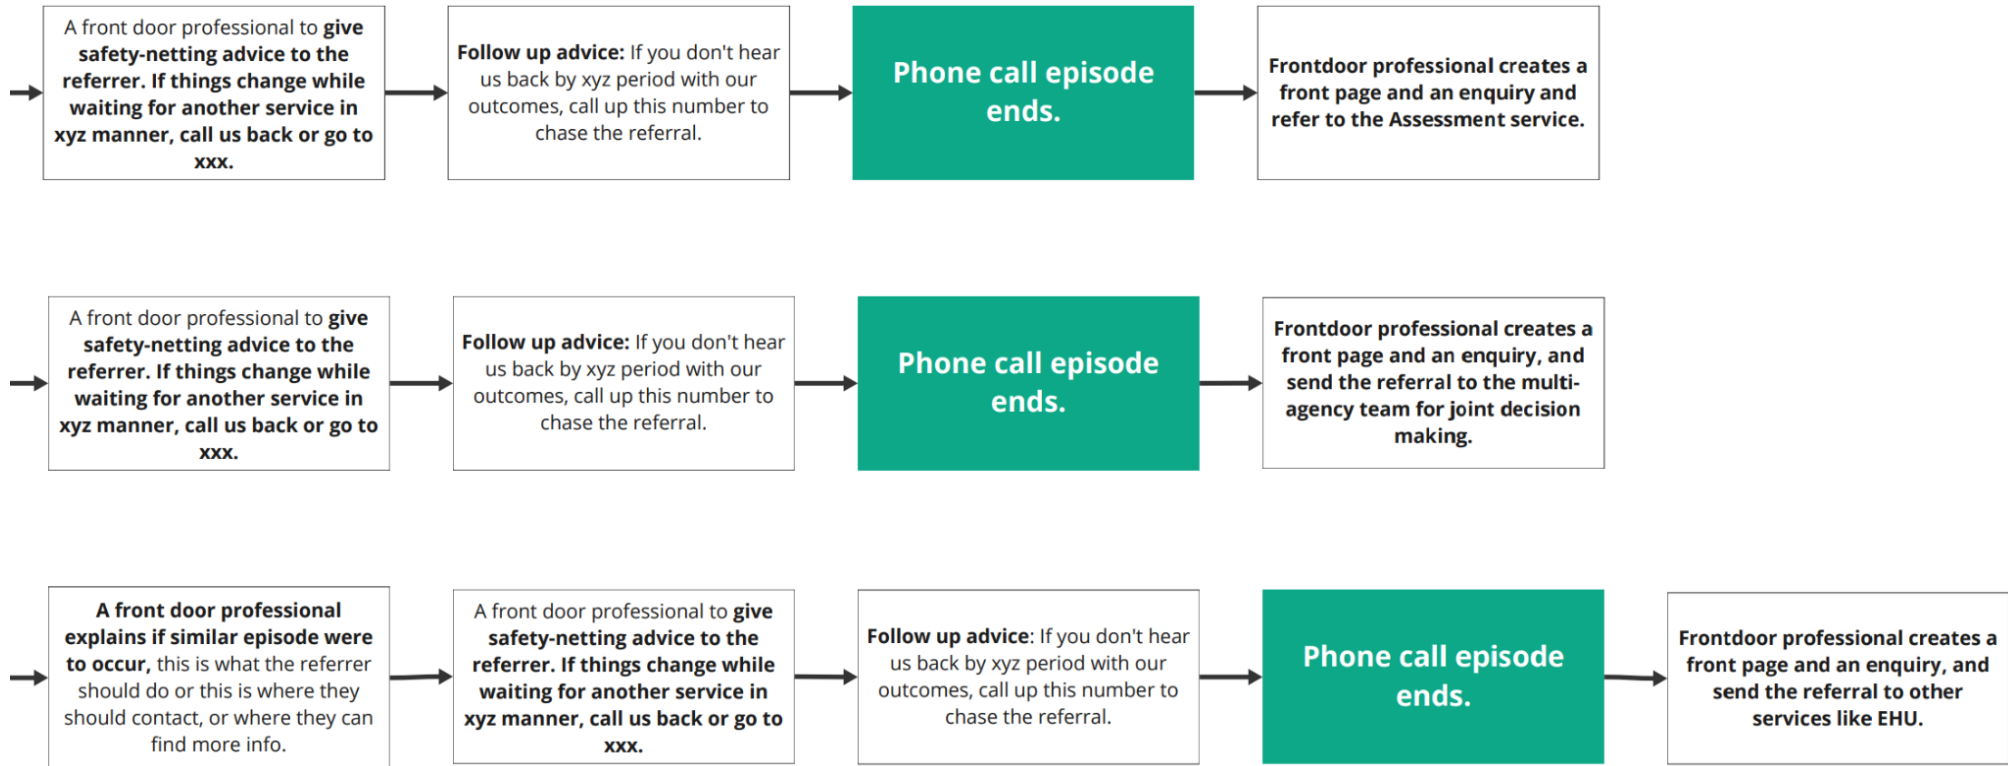 A front door professional to give
safety-netting advice to the
referrer. If things change while
waiting for another service in
xyz manner, call us back or go to
xxx.
Follow up advice: If you don't hear
us back by xyz period with our
outcomes, call up this number to
chase the referral.
Phone call episode
ends.
Frontdoor professional creates a
front page and an enquiry and
refer to the Assessment service.
A front door professional to give
safety-netting advice to the
referrer. If things change while
waiting for another service in
xyz manner, call us back or go to
xxx.
Follow up advice: If you don't hear
us back by xyz period with our
outcomes, call up this number to
chase the referral.
Phone call episode
ends.
Frontdoor professional creates a
front page and an enquiry, and
send the referral to the multi-
agency team for joint decision
making.
A front door professional
explains if similar episode were
to occur, this is what the referrer
should do or this is where they
should contact, or where they can
find more info.
A front door professional to give
safety-netting advice to the
referrer. If things change while
waiting for another service in
xyz manner, call us back or go to
xxx.
Follow up advice: If you don't hear
us back by xyz period with our
outcomes, call up this number to
chase the referral.
Phone call episode
ends.
Frontdoor professional creates a
front page and an enquiry, and
send the referral to other
services like EHU.